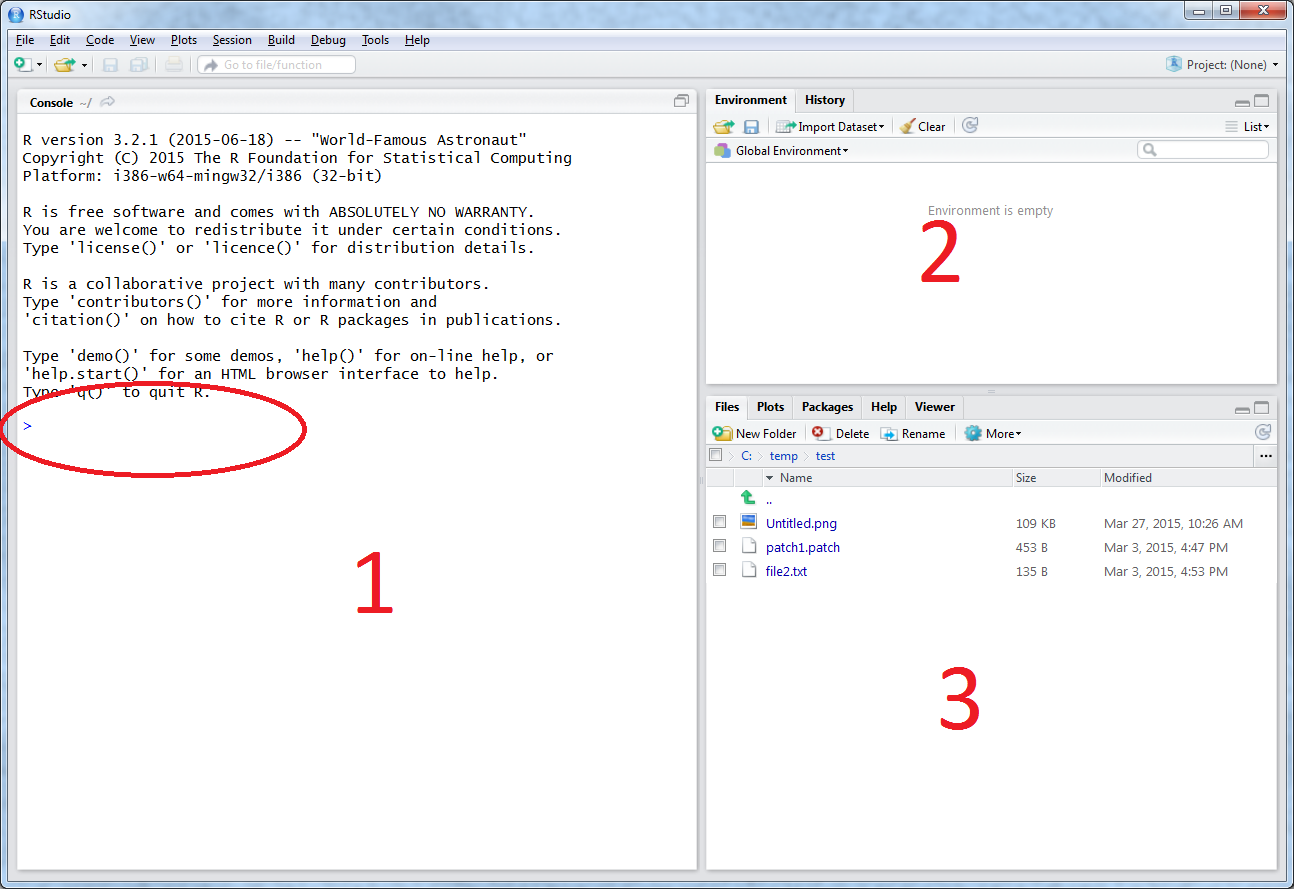 RStudio
File Edit Code View Plots Session Build Debug Tools Help
Go to file/function
Project: (None)
Console ~/
R version 3.2.1 (2015-06-18) -- "World-Famous Astronaut"
Copyright (C) 2015 The R Foundation for Statistical Computing
Platform: i386-w64-mingw32/i386 (32-bit)
R is free software and comes with ABSOLUTELY NO WARRANTY.
You are welcome to redistribute it under certain conditions.
Type 'license()' or 'licence()' for distribution details.
R is a collaborative project with many contributors.
Type 'contributors()' for more information and
'citation()' on how to cite R or R packages in publications.
Type 'demo()' for some demos, 'help()' for on-line help, or
'help.start()' for an HTML browser interface to help.
Type 'q()' to quit R.
>
1
Environment History
Import Dataset Clear List
Global Environment
Environment is empty
2
Files Plots Packages Help Viewer
New Folder Delete Rename More
C: temp test ...
Name Size Modified
..
Untitled.png 109 KB Mar 27, 2015, 10:26 AM
patch1.patch 453 B Mar 3, 2015, 4:47 PM
file2.txt 135 B Mar 3, 2015, 4:53 PM
3